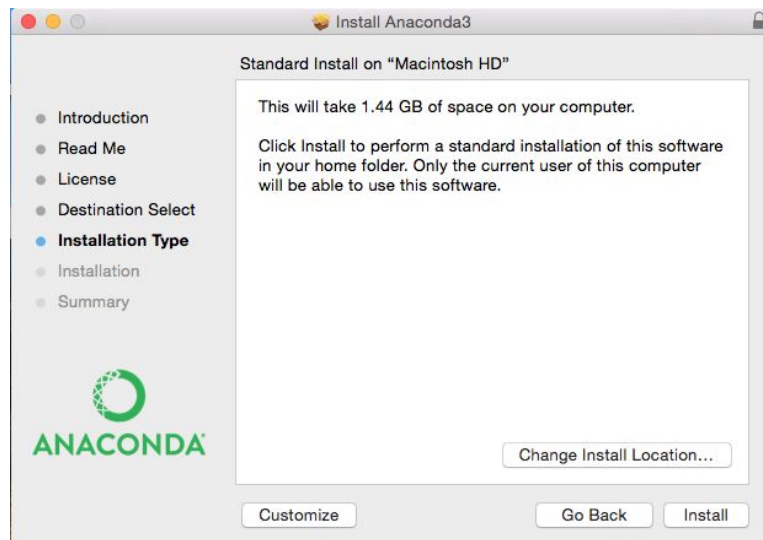 Install Anaconda3
Standard Install on “Macintosh HD”
Introduction
Read Me
License
Destination Select
Installation Type
Installation
Summary
ANACONDA
This will take 1.44 GB of space on your computer.
Click Install to perform a standard installation of this software
in your home folder. Only the current user of this computer
will be able to use this software.
Change Install Location...
Customize
Go Back
Install